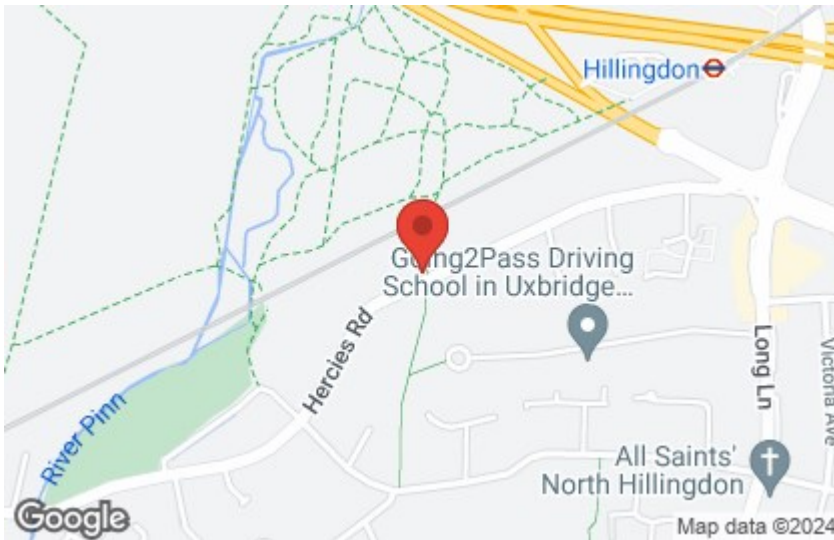 Hillingdon
Going2Pass Driving
School in Uxbridge...
Hercies Rd
Long Ln
Victoria Ave
River Pinn
All Saints'
North Hillingdon
Google
Map data ©2024